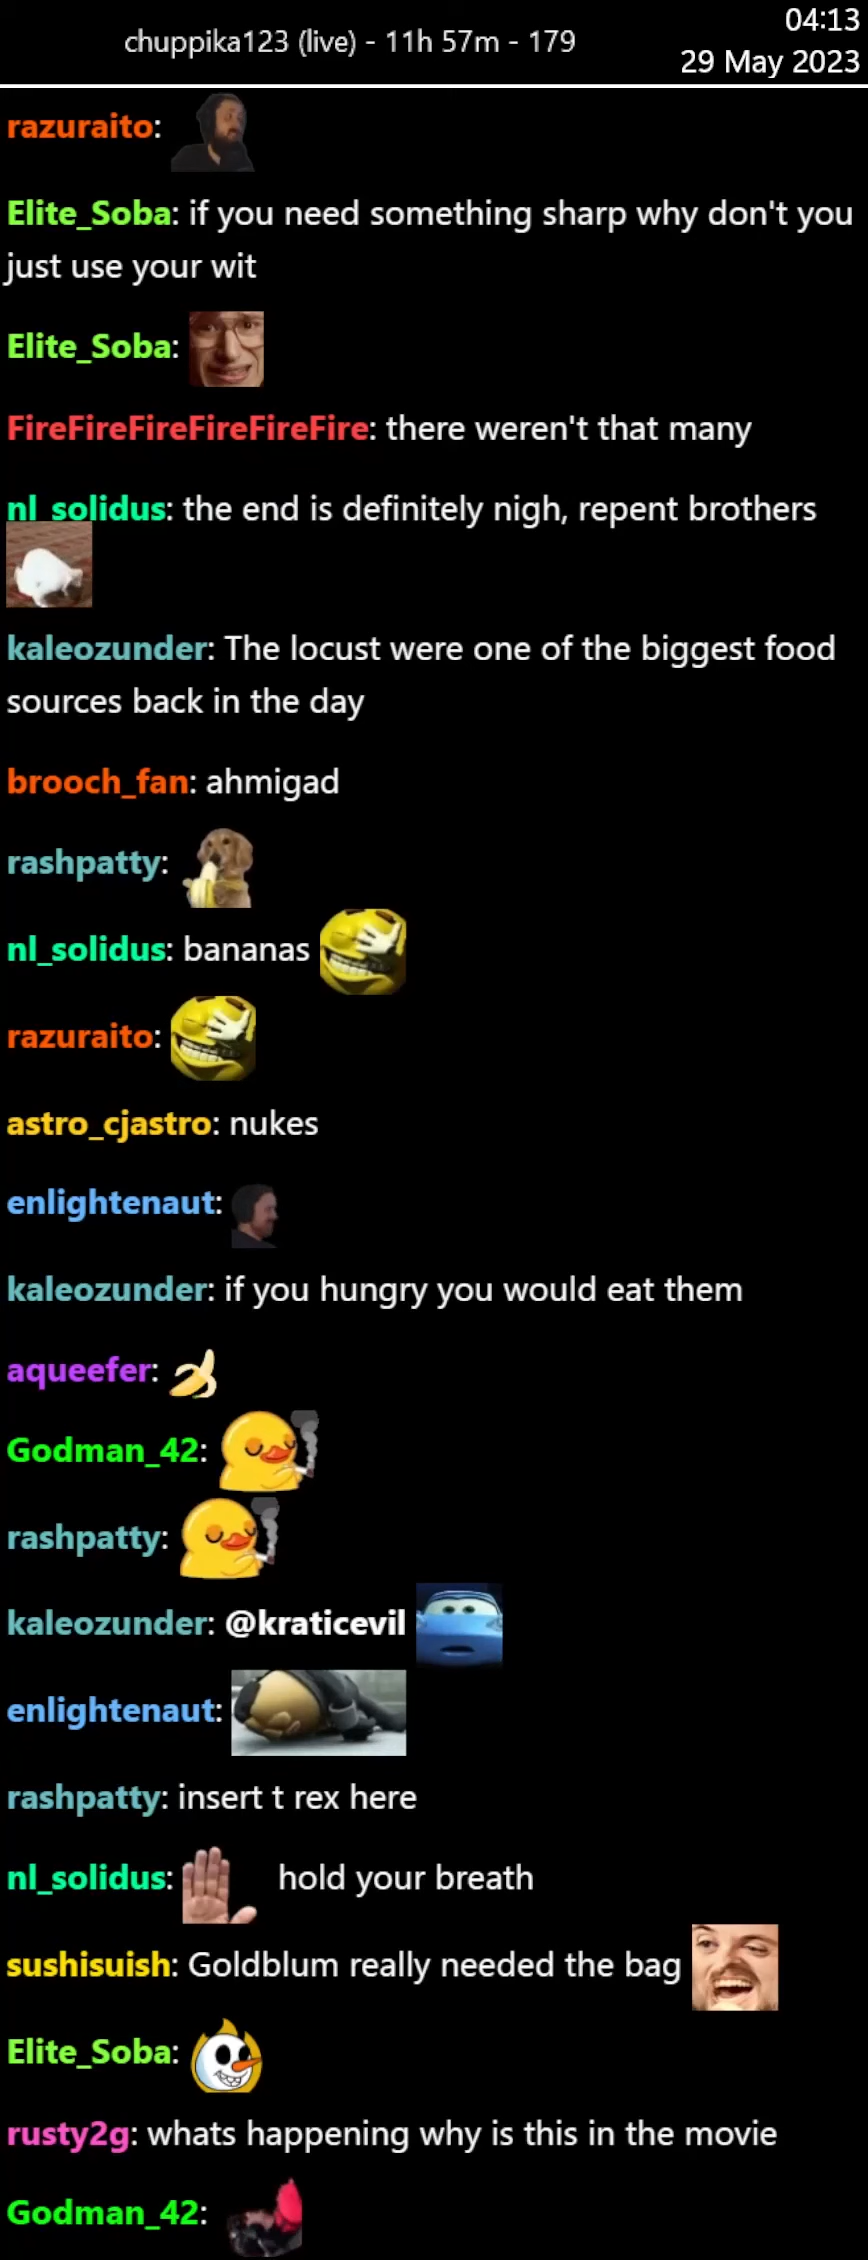 04:13
chuppika123 (live) - 11h 57m - 179
29 May 2023
razuraito:
Elite_Soba: if you need something sharp why don't you
just use your wit
Elite_Soba:
FireFireFireFireFireFire: there weren't that many
nl_solidus: the end is definitely nigh, repent brothers
kaleozunder: The locust were one of the biggest food
sources back in the day
brooch_fan: ahmigad
rashpatty:
nl_solidus: bananas
razuraito:
astro_cjastro: nukes
enlightenaut:
kaleozunder: if you hungry you would eat them
aqueefer:
Godman_42:
rashpatty:
kaleozunder: @kraticevil
enlightenaut:
rashpatty: insert t rex here
nl_solidus: hold your breath
sushisuish: Goldblum really needed the bag
Elite_Soba:
rusty2g: whats happening why is this in the movie
Godman_42: